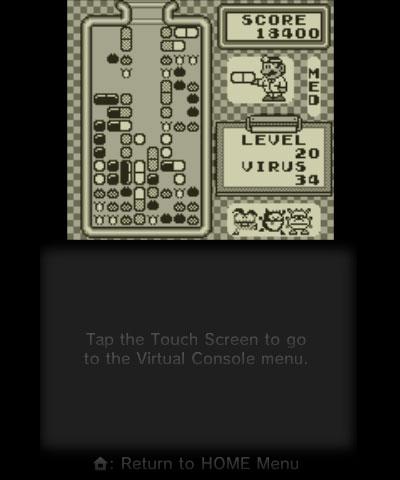 SCORE
18400
MED
LEVEL
20
VIRUS
34
Tap the Touch Screen to go
to the Virtual Console menu.
: Return to HOME Menu